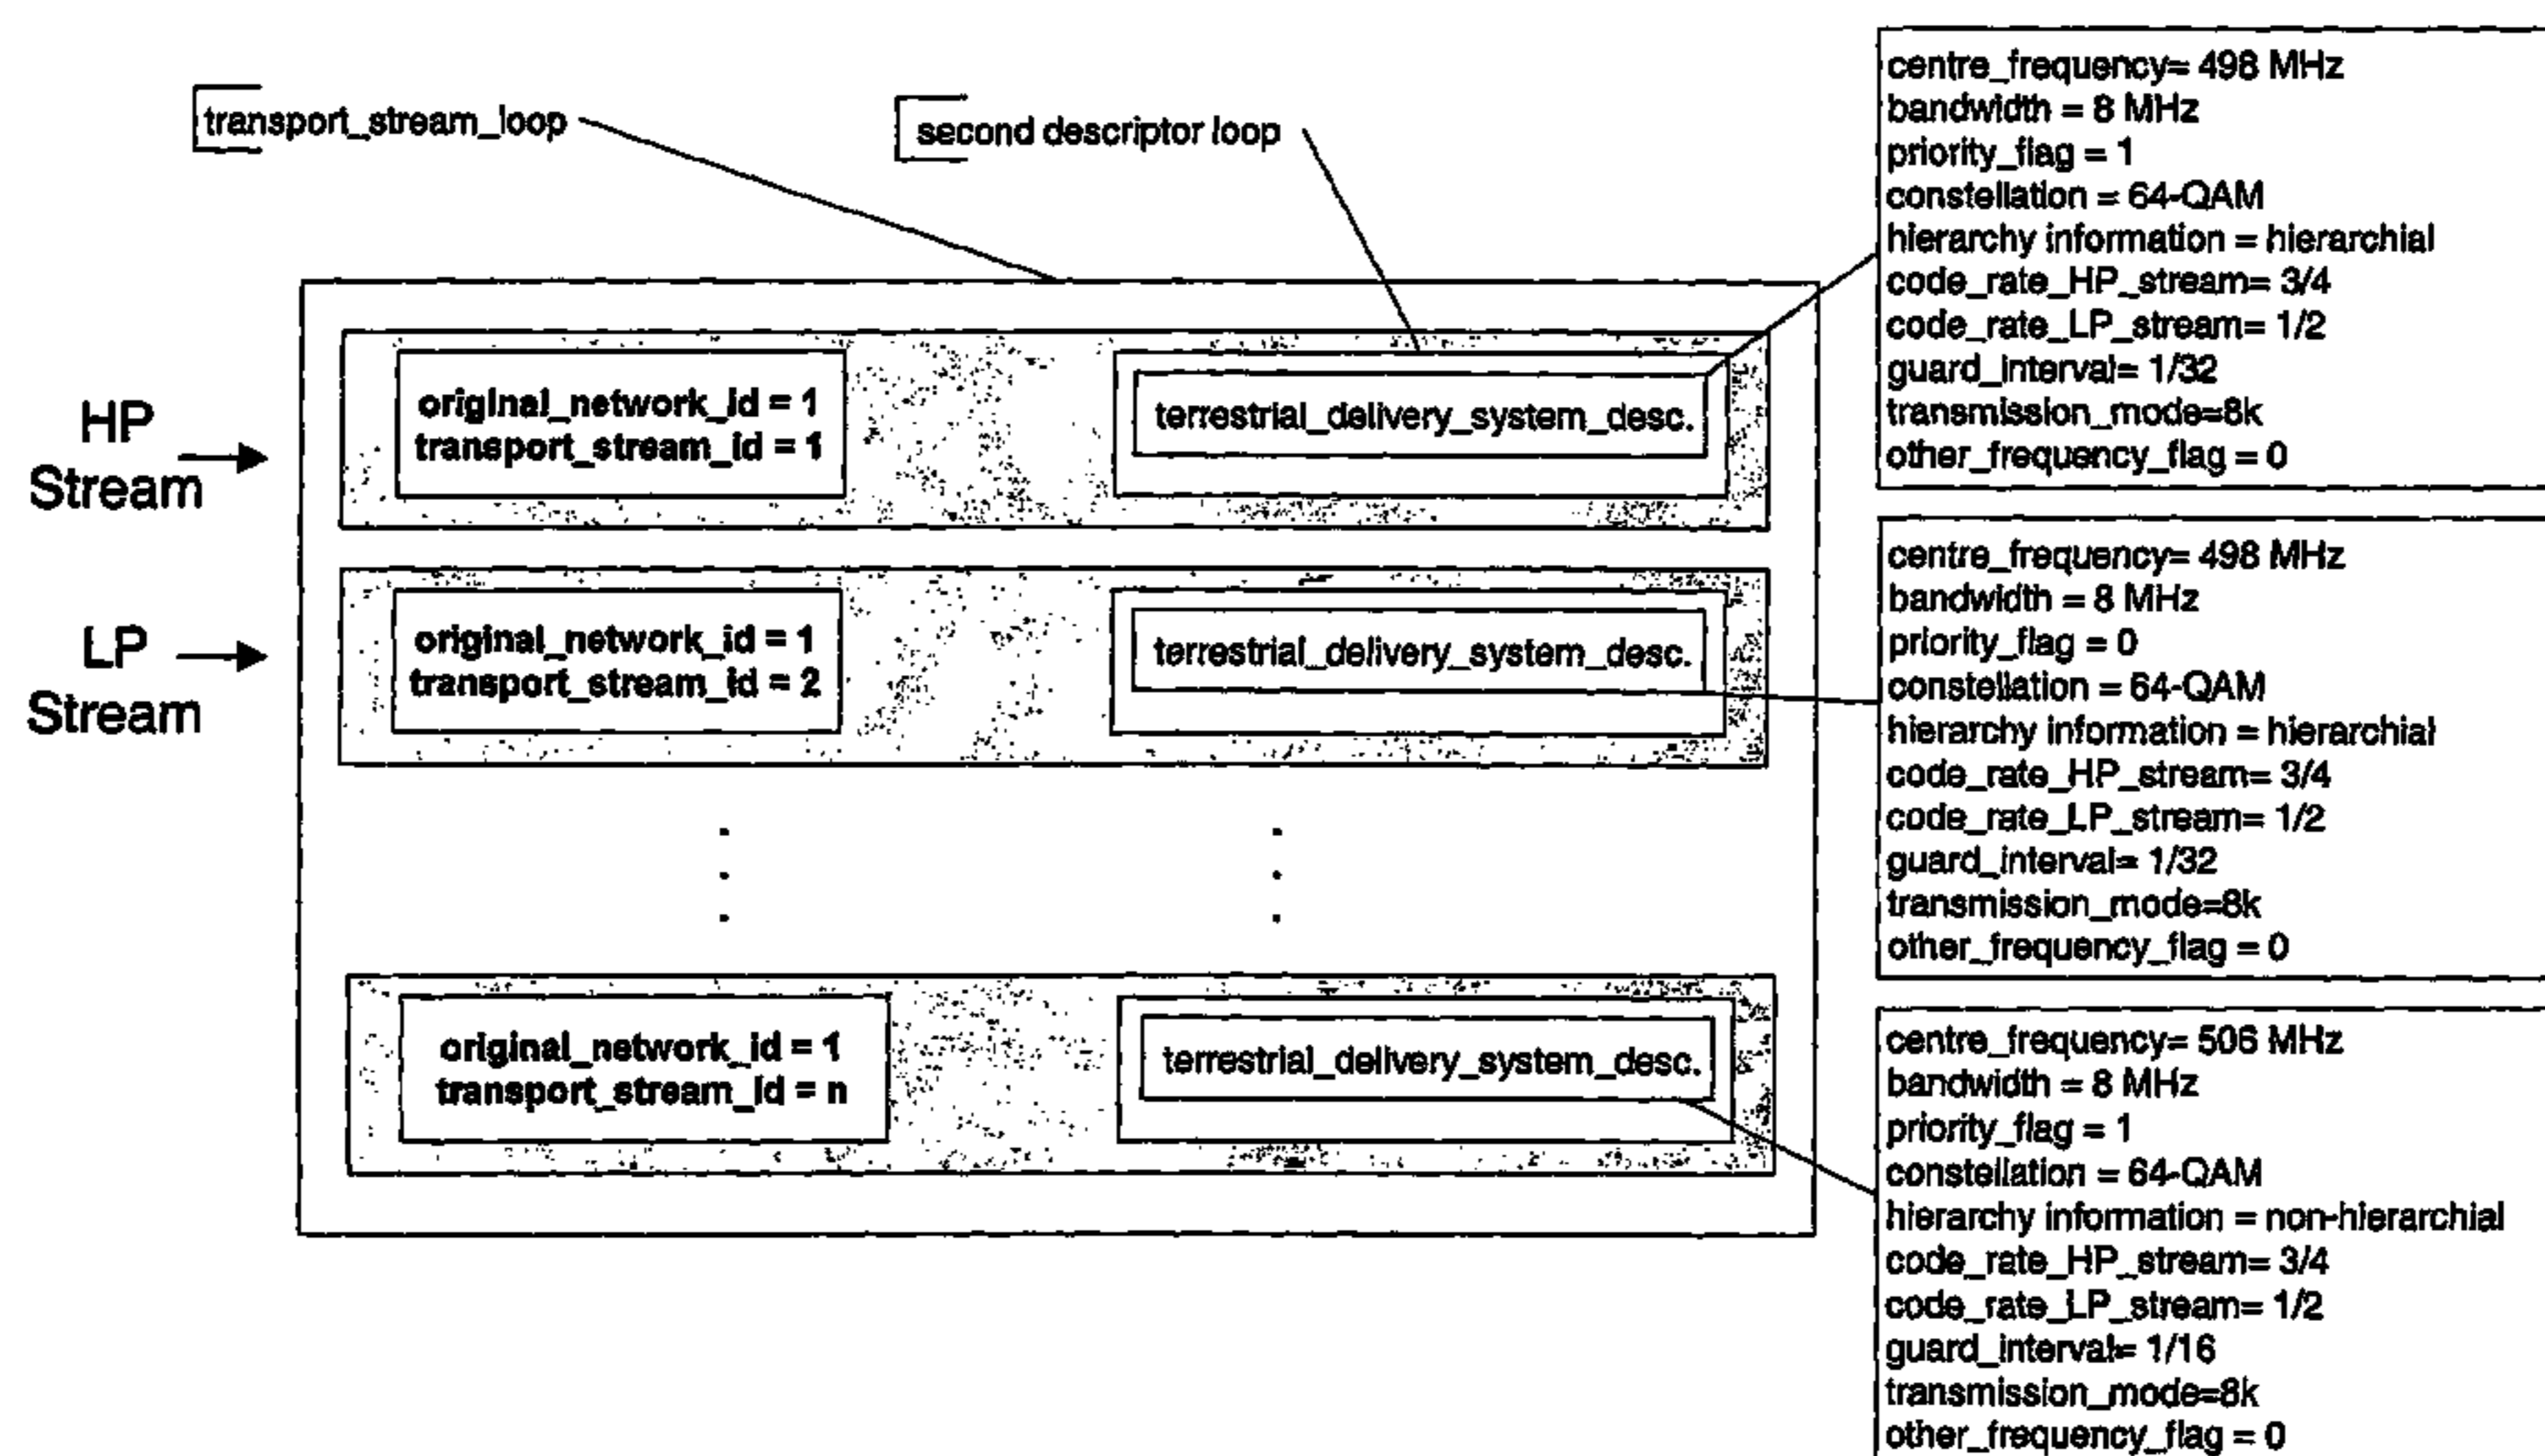 transport_stream_loop
second descriptor loop
HP
Stream
original_network_id = 1
transport_stream_id = 1
terrestrial_delivery_system_desc.
centre_frequency= 498 MHz
bandwidth = 8 MHz
priority_flag = 1
constellation = 64-QAM
hierarchy information = hierarchial
code_rate_HP_stream= 3/4
code_rate_LP_stream= 1/2
guard_interval= 1/32
transmission_mode=8k
other_frequency_flag = 0
LP
Stream
original_network_id = 1
transport_stream_id = 2
terrestrial_delivery_system_desc.
centre_frequency= 498 MHz
bandwidth = 8 MHz
priority_flag = 0
constellation = 64-QAM
hierarchy information = hierarchial
code_rate_HP_stream= 3/4
code_rate_LP_stream= 1/2
guard_interval= 1/32
transmission_mode=8k
other_frequency_flag = 0
original_network_id = 1
transport_stream_id = n
terrestrial_delivery_system_desc.
centre_frequency= 506 MHz
bandwidth = 8 MHz
priority_flag = 1
constellation = 64-QAM
hierarchy information = non-hierarchial
code_rate_HP_stream= 3/4
code_rate_LP_stream= 1/2
guard_interval= 1/16
transmission_mode=8k
other_frequency_flag = 0